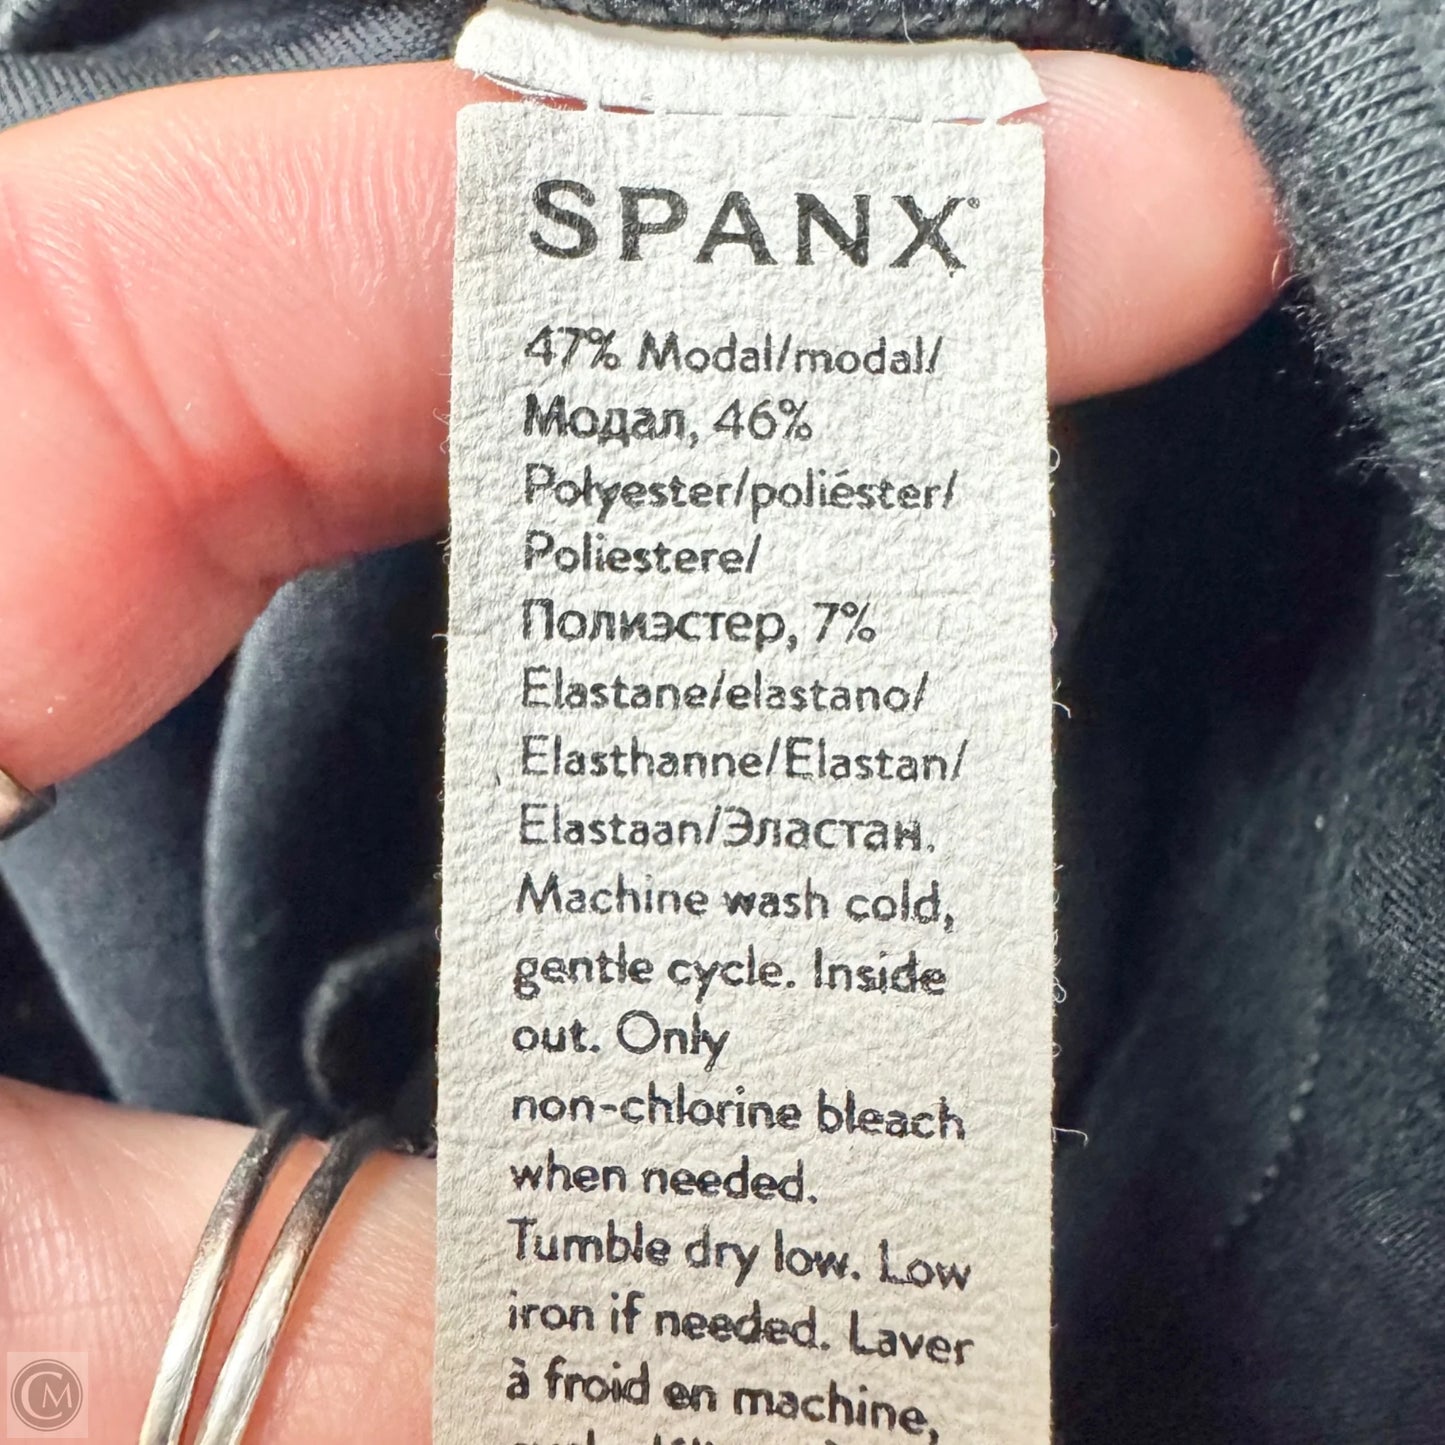 SPANX®
47% Modal/modal/
Модал, 46%
Polyester/poliéster/
Poliestere/
Полиэстер, 7%
Elastane/elastano/
Elasthanne/Elastan/
Elastaan/Эластан.
Machine wash cold,
gentle cycle. Inside
out. Only
non-chlorine bleach
when needed.
Tumble dry low. Low
iron if needed. Laver
à froid en machine,
CM